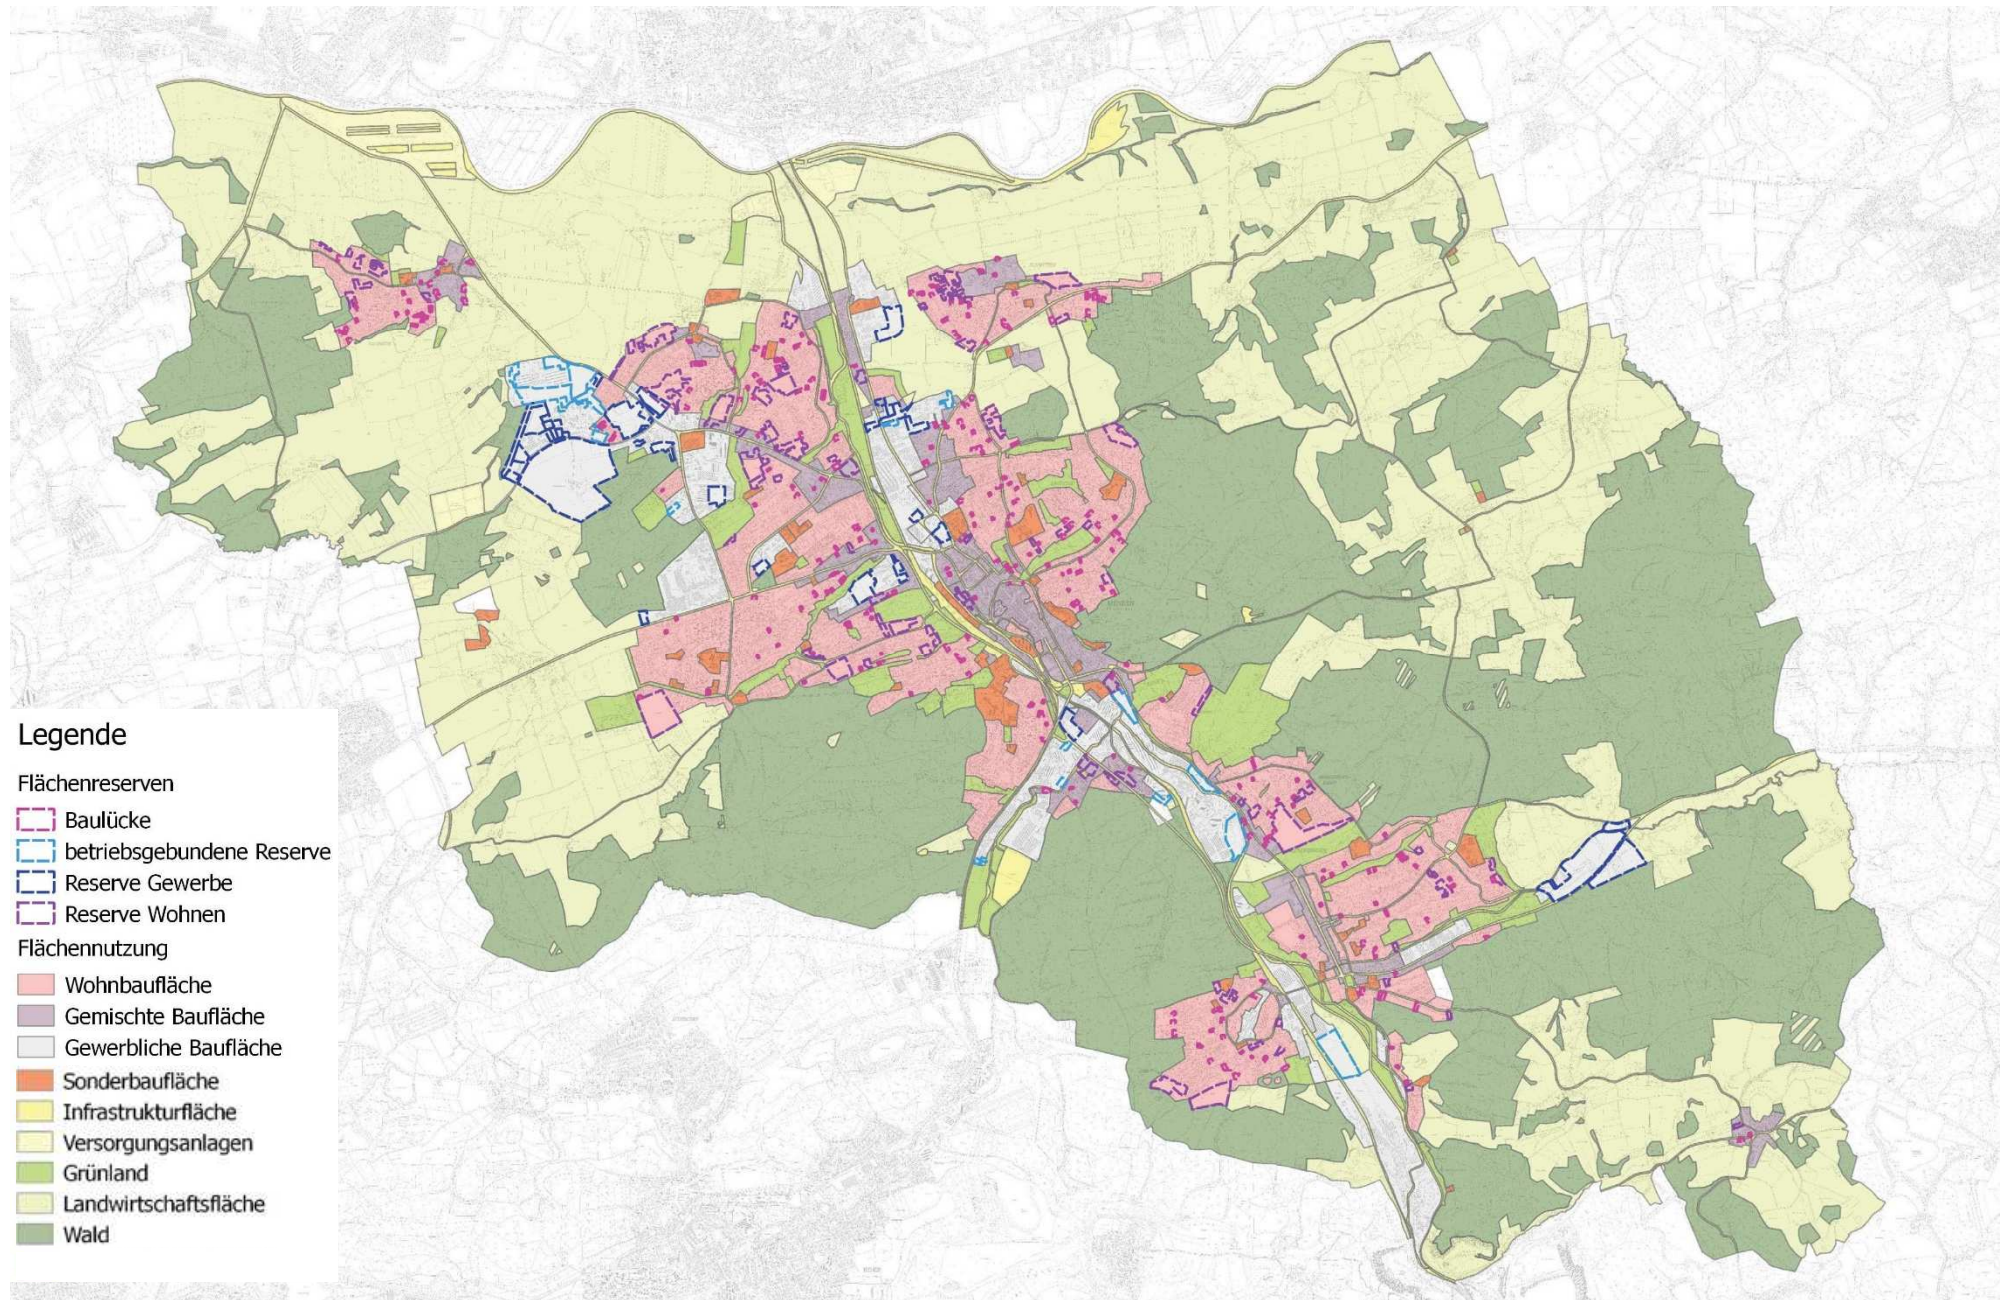 Legende
Flächenreserven
Baulücke
betriebsgebundene Reserve
Reserve Gewerbe
Reserve Wohnen
Flächennutzung
Wohnbaufläche
Gemischte Baufläche
Gewerbliche Baufläche
Sonderbaufläche
Infrastrukturfläche
Versorgungsanlagen
Grünland
Landwirtschaftsfläche
Wald